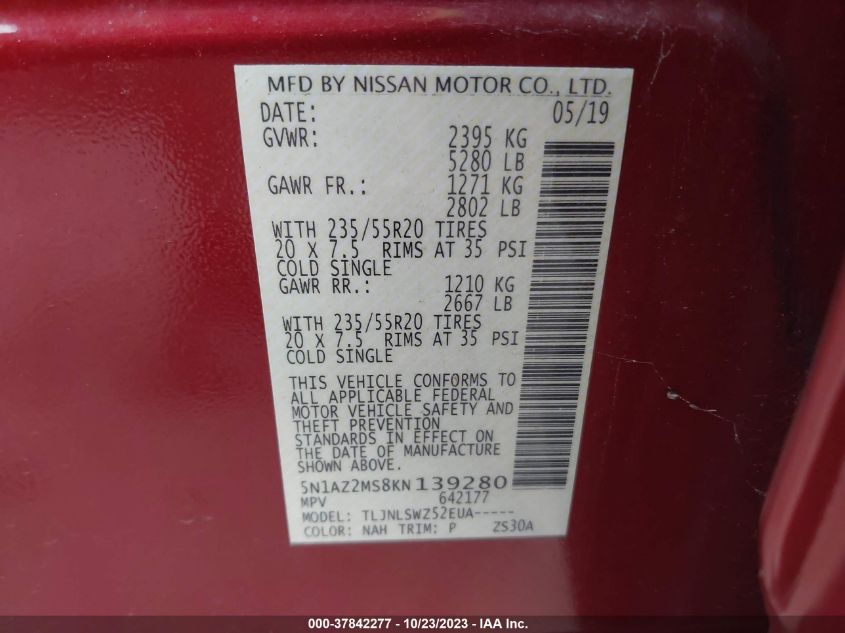 MFD BY NISSAN MOTOR CO., LTD.
DATE: 05/19
GVWR: 2395 KG
5280 LB
GAWR FR.: 1271 KG
2802 LB
WITH 235/55R20 TIRES
20 X 7.5 RIMS AT 35 PSI
COLD SINGLE
GAWR RR.: 1210 KG
2667 LB
WITH 235/55R20 TIRES
20 X 7.5 RIMS AT 35 PSI
COLD SINGLE
THIS VEHICLE CONFORMS TO
ALL APPLICABLE FEDERAL
MOTOR VEHICLE SAFETY AND
THEFT PREVENTION
STANDARDS IN EFFECT ON
THE DATE OF MANUFACTURE
SHOWN ABOVE.
5N1AZ2MS8KN139280
MPV 642177
MODEL: TLJNLSWZ52EUA-----
COLOR: NAH TRIM: P ZS30A
000-37842277 - 10/23/2023 - IAA Inc.